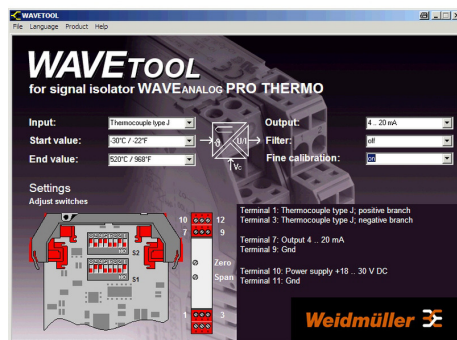 WAVETOOL
File Language Product Help
WAVETOOL
for signal isolator WAVEANALOG PRO THERMO
Input: Thermocouple type J
Output: 4 .. 20 mA
Start value: -30°C / -22°F
Filter: off
End value: 520°C / 968°F
Fine calibration: on
ϑ U/I
Vc
Settings
Adjust switches
S2
S1
10 12
7 9
Zero
Span
1 3
Terminal 1: Thermocouple type J; positive branch
Terminal 3: Thermocouple type J; negative branch
Terminal 7: Output 4 .. 20 mA
Terminal 9: Gnd
Terminal 10: Power supply +18 .. 30 V DC
Terminal 11: Gnd
Weidmüller